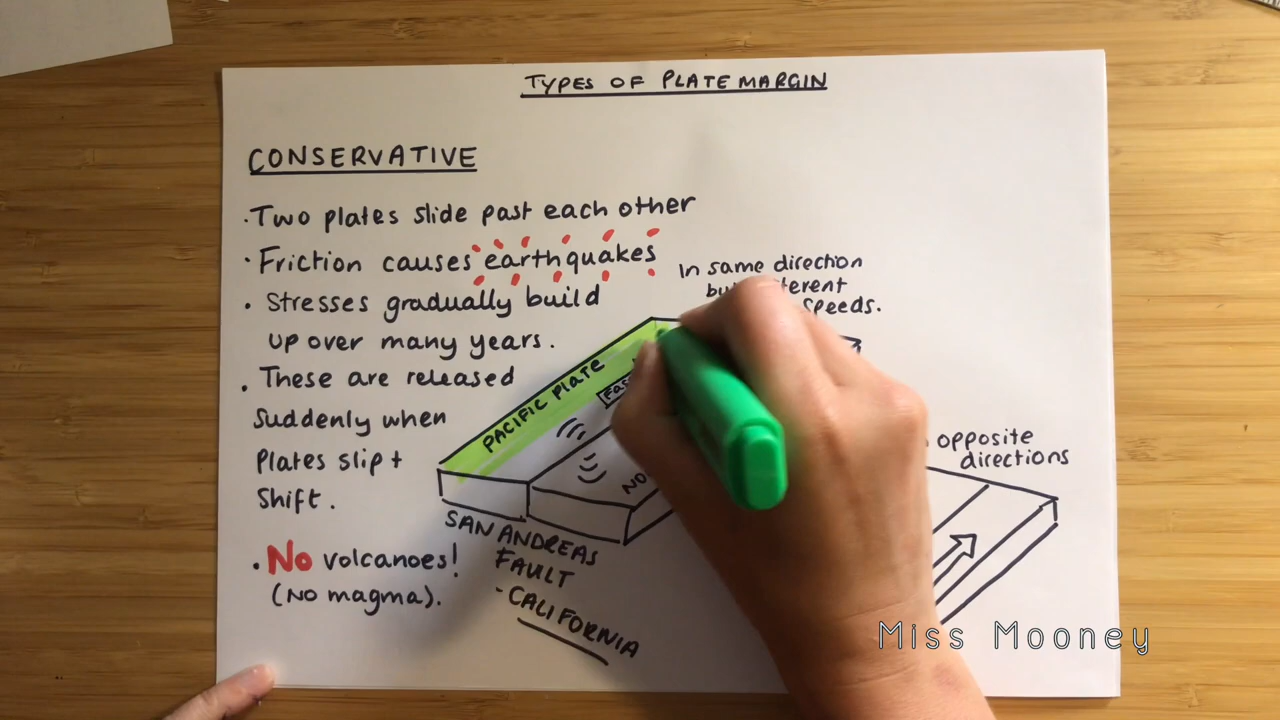 TYPES OF PLATE MARGIN
CONSERVATIVE
· Two plates slide past each other
· Friction causes earthquakes
· Stresses gradually build
up over many years.
· These are released
Suddenly when
Plates slip +
Shift.
· No volcanoes!
(No magma).
In same direction
speeds.
PACIFIC PLATE
NO
SAN ANDREAS
FAULT
- CALIFORNIA
opposite
directions
Miss Mooney